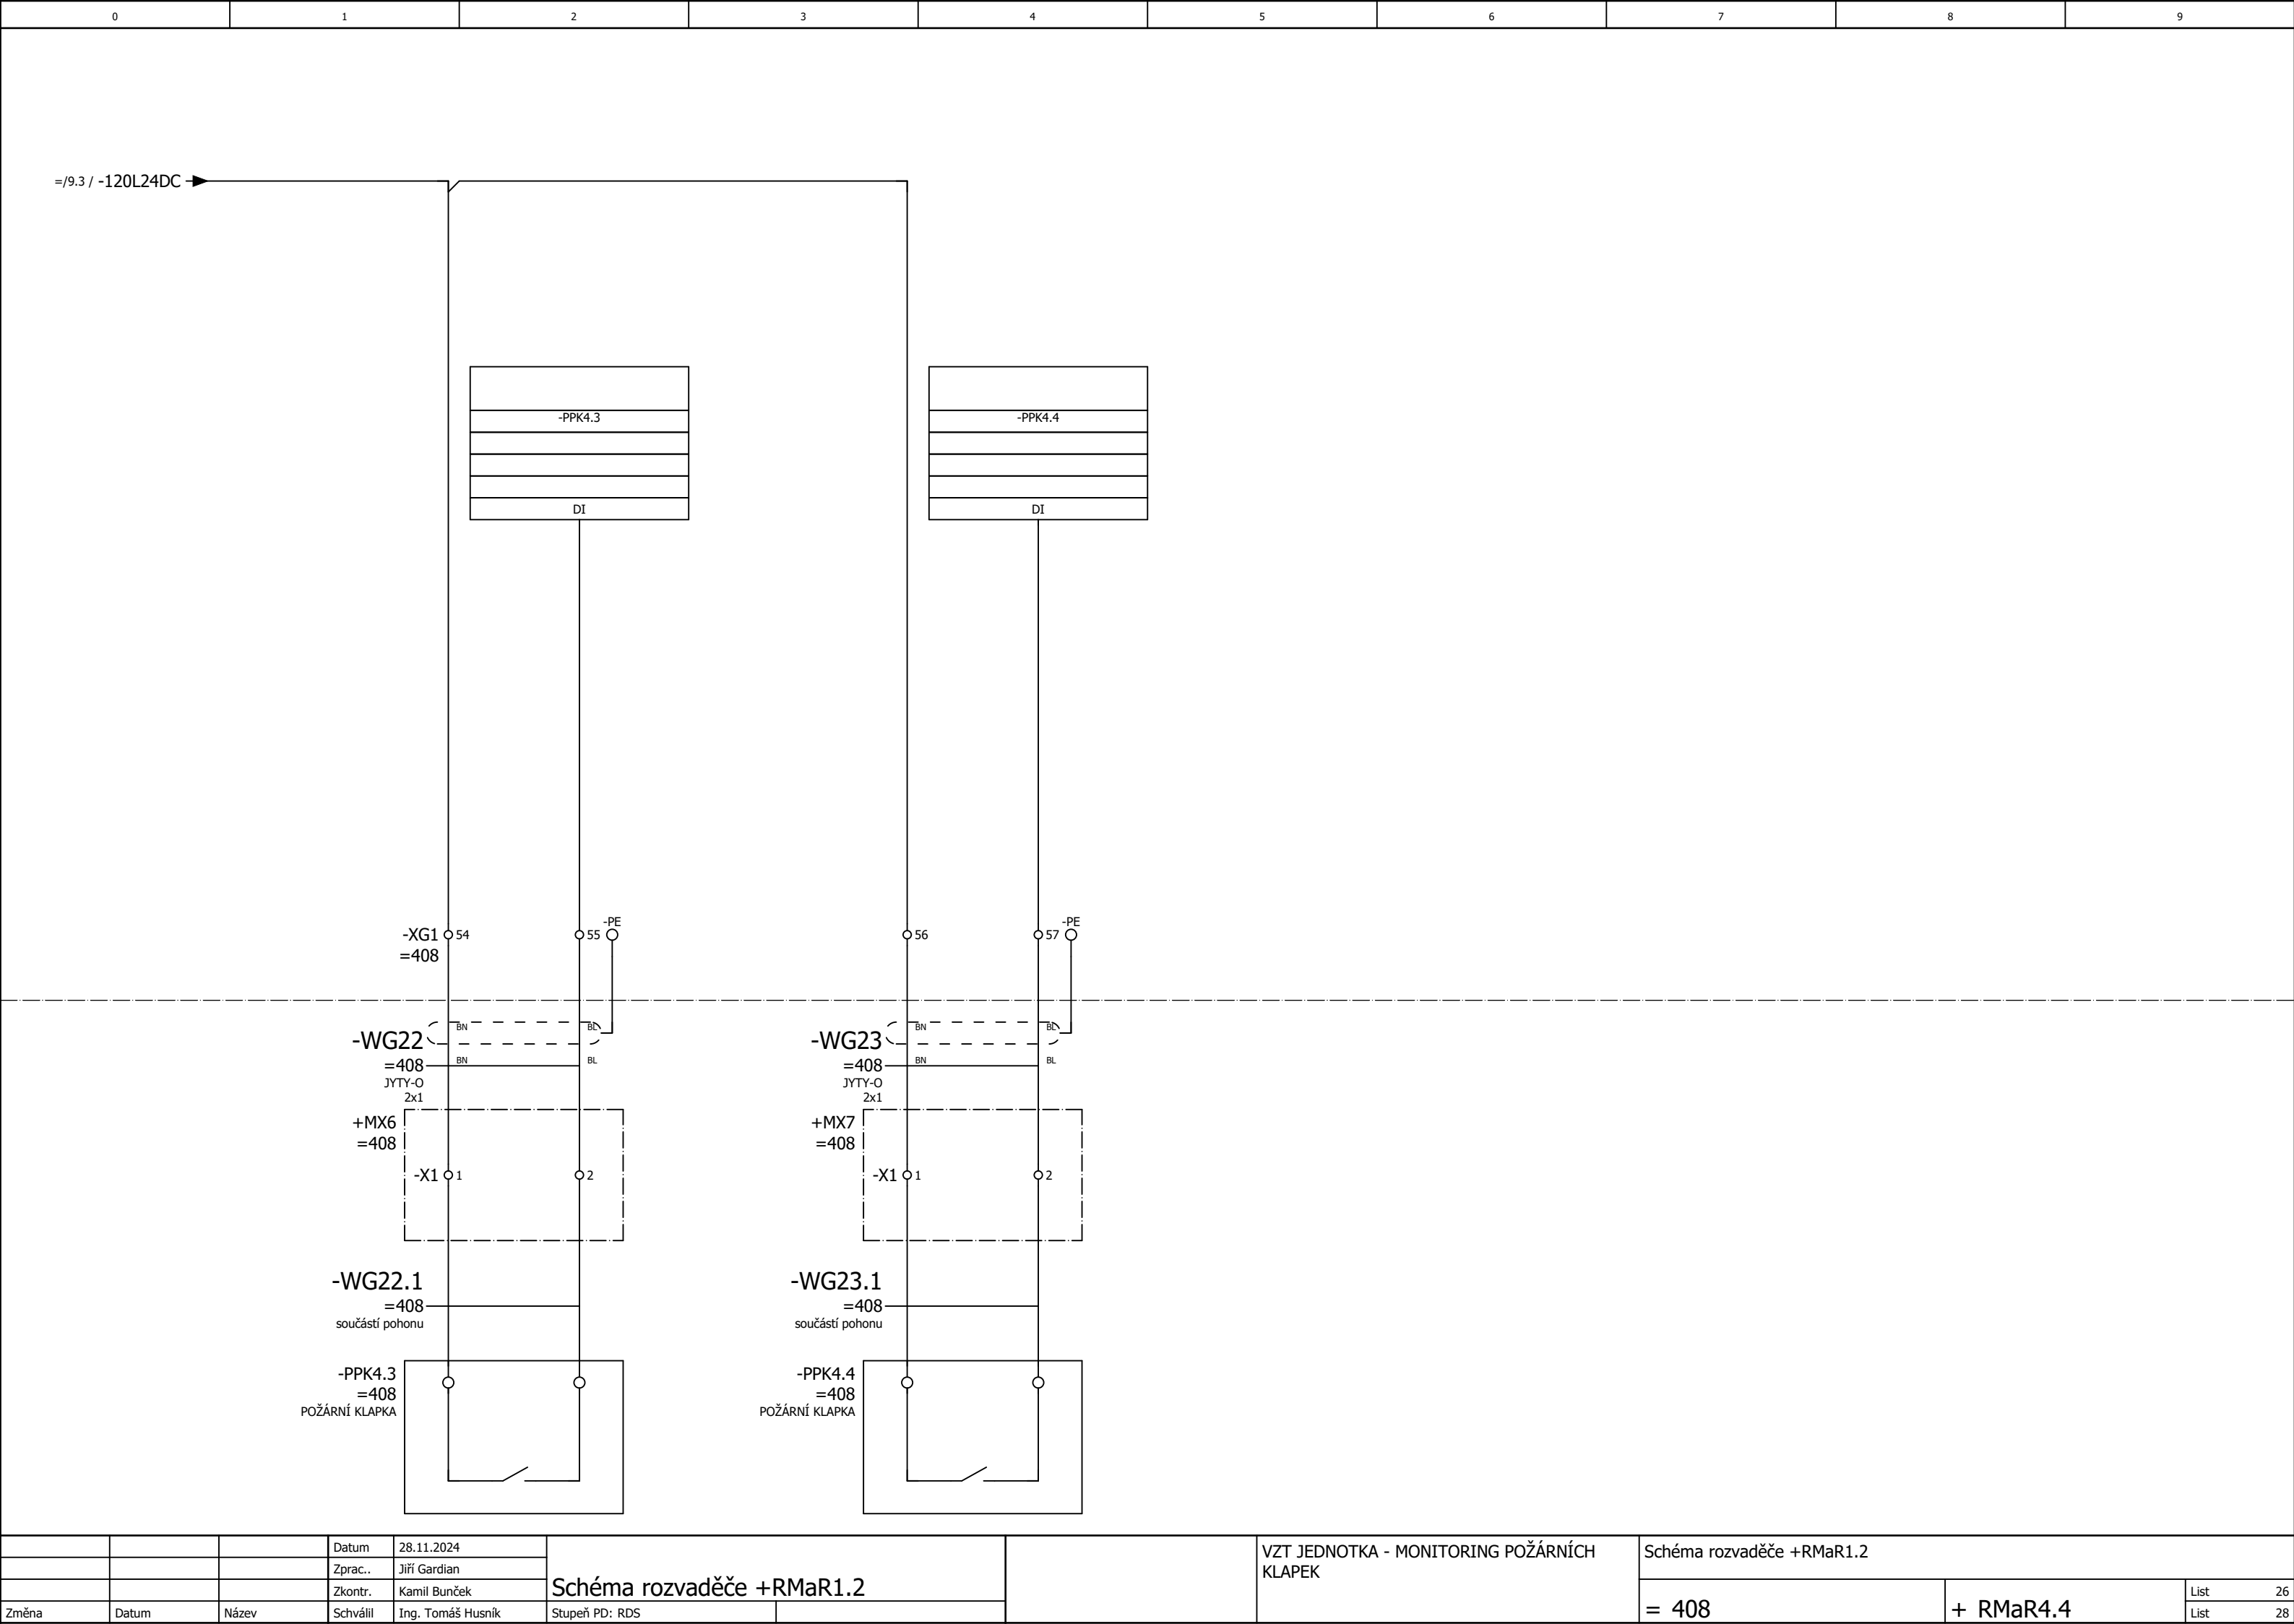 0 1 2 3 4 5 6 7 8 9
=/9.3 / -120L24DC
-PPK4.3 -PPK4.4
DI DI
-PE -PE
-XG1 54 55 56 57
=408
BN BL BN BL
-WG22 -WG23
BN BL BN BL
=408 =408
JYTY-O JYTY-O
2x1 2x1
+MX6 +MX7
=408 =408
-X1 1 2 -X1 1 2
-WG22.1 -WG23.1
=408 =408
součástí pohonu součástí pohonu
-PPK4.3 -PPK4.4
=408 =408
POŽÁRNÍ KLAPKA POŽÁRNÍ KLAPKA
Datum 28.11.2024
Zprac.. Jiří Gardian
Zkontr. Kamil Bunček
Změna Datum Název Schválil Ing. Tomáš Husník
Schéma rozvaděče +RMaR1.2
Stupeň PD: RDS
VZT JEDNOTKA - MONITORING POŽÁRNÍCH
KLAPEK
Schéma rozvaděče +RMaR1.2
= 408 + RMaR4.4
List 26
List 28